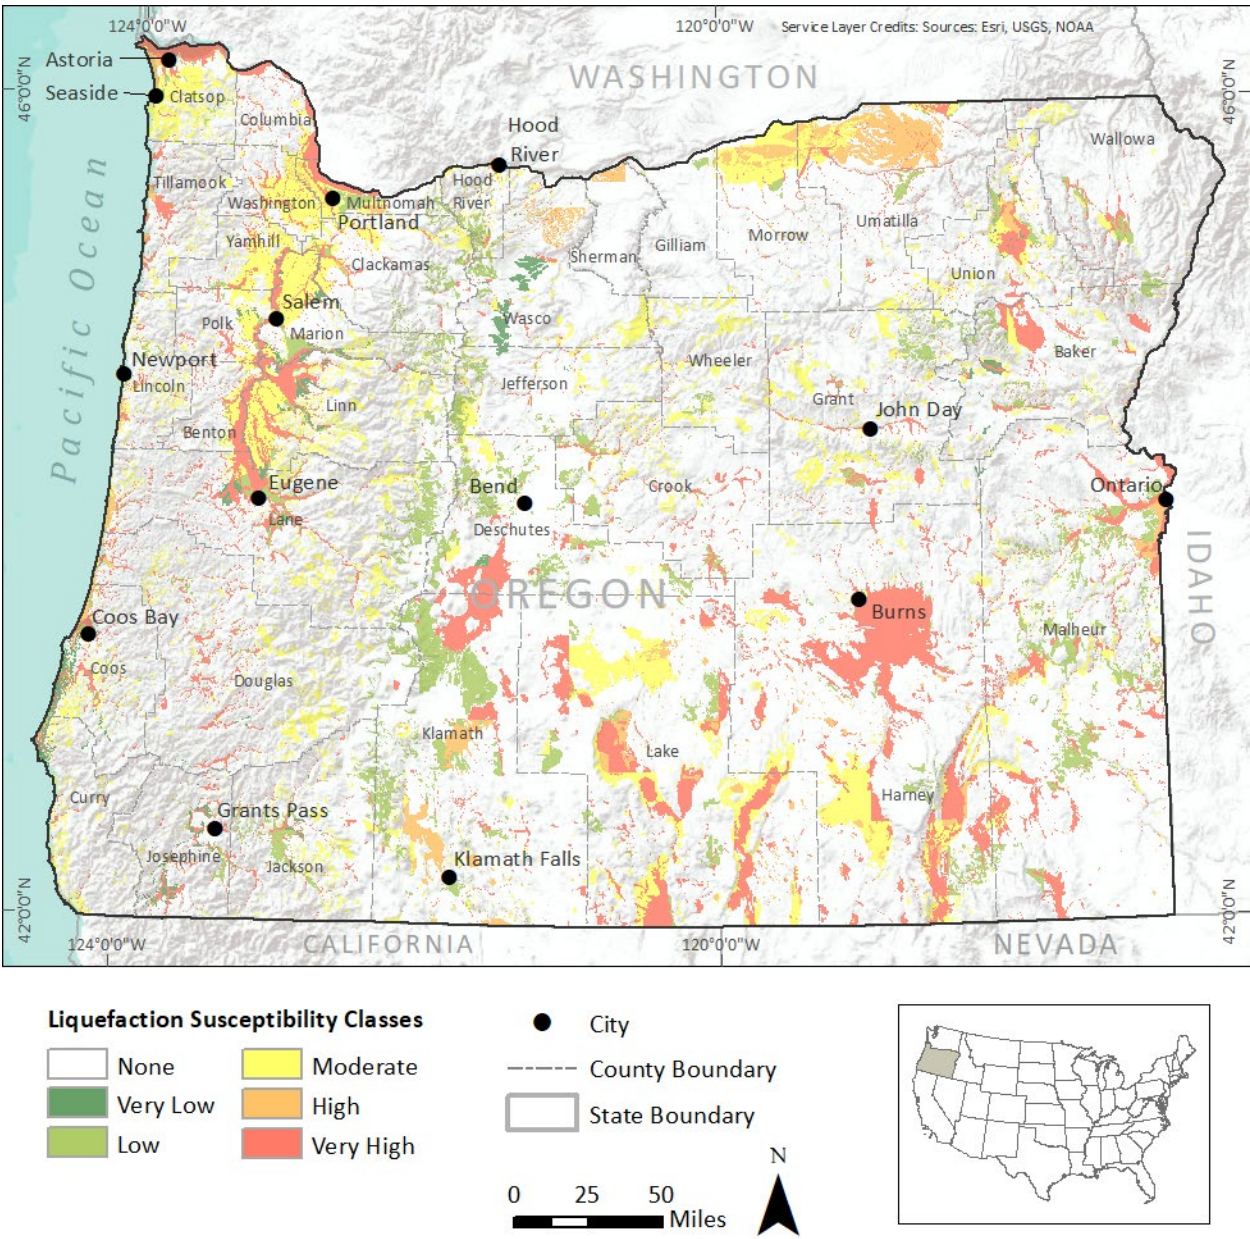 124°0'0"W
120°0'0"W
Service Layer Credits: Sources: Esri, USGS, NOAA
46°0'0"N
46°0'0"N
WASHINGTON
Astoria
Seaside
Clatsop
Columbia
Hood
River
Wallowa
Tillamook
Washington
Multnomah
Hood
River
Portland
Umatilla
Morrow
Gilliam
Sherman
Yamhill
Clackamas
Union
Pacific Ocean
Salem
Polk
Marion
Wasco
Wheeler
Baker
Newport
Lincoln
Jefferson
Linn
Grant
John Day
Benton
Eugene
Bend
Crook
Ontario
Lane
Deschutes
OREGON
IDAHO
Coos Bay
Burns
Malheur
Coos
Douglas
Klamath
Lake
Curry
Harney
Grants Pass
Josephine
Jackson
Klamath Falls
42°0'0"N
42°0'0"N
124°0'0"W
CALIFORNIA
120°0'0"W
NEVADA
Liquefaction Susceptibility Classes
None
Very Low
Low
Moderate
High
Very High
City
County Boundary
State Boundary
0 25 50
Miles
N